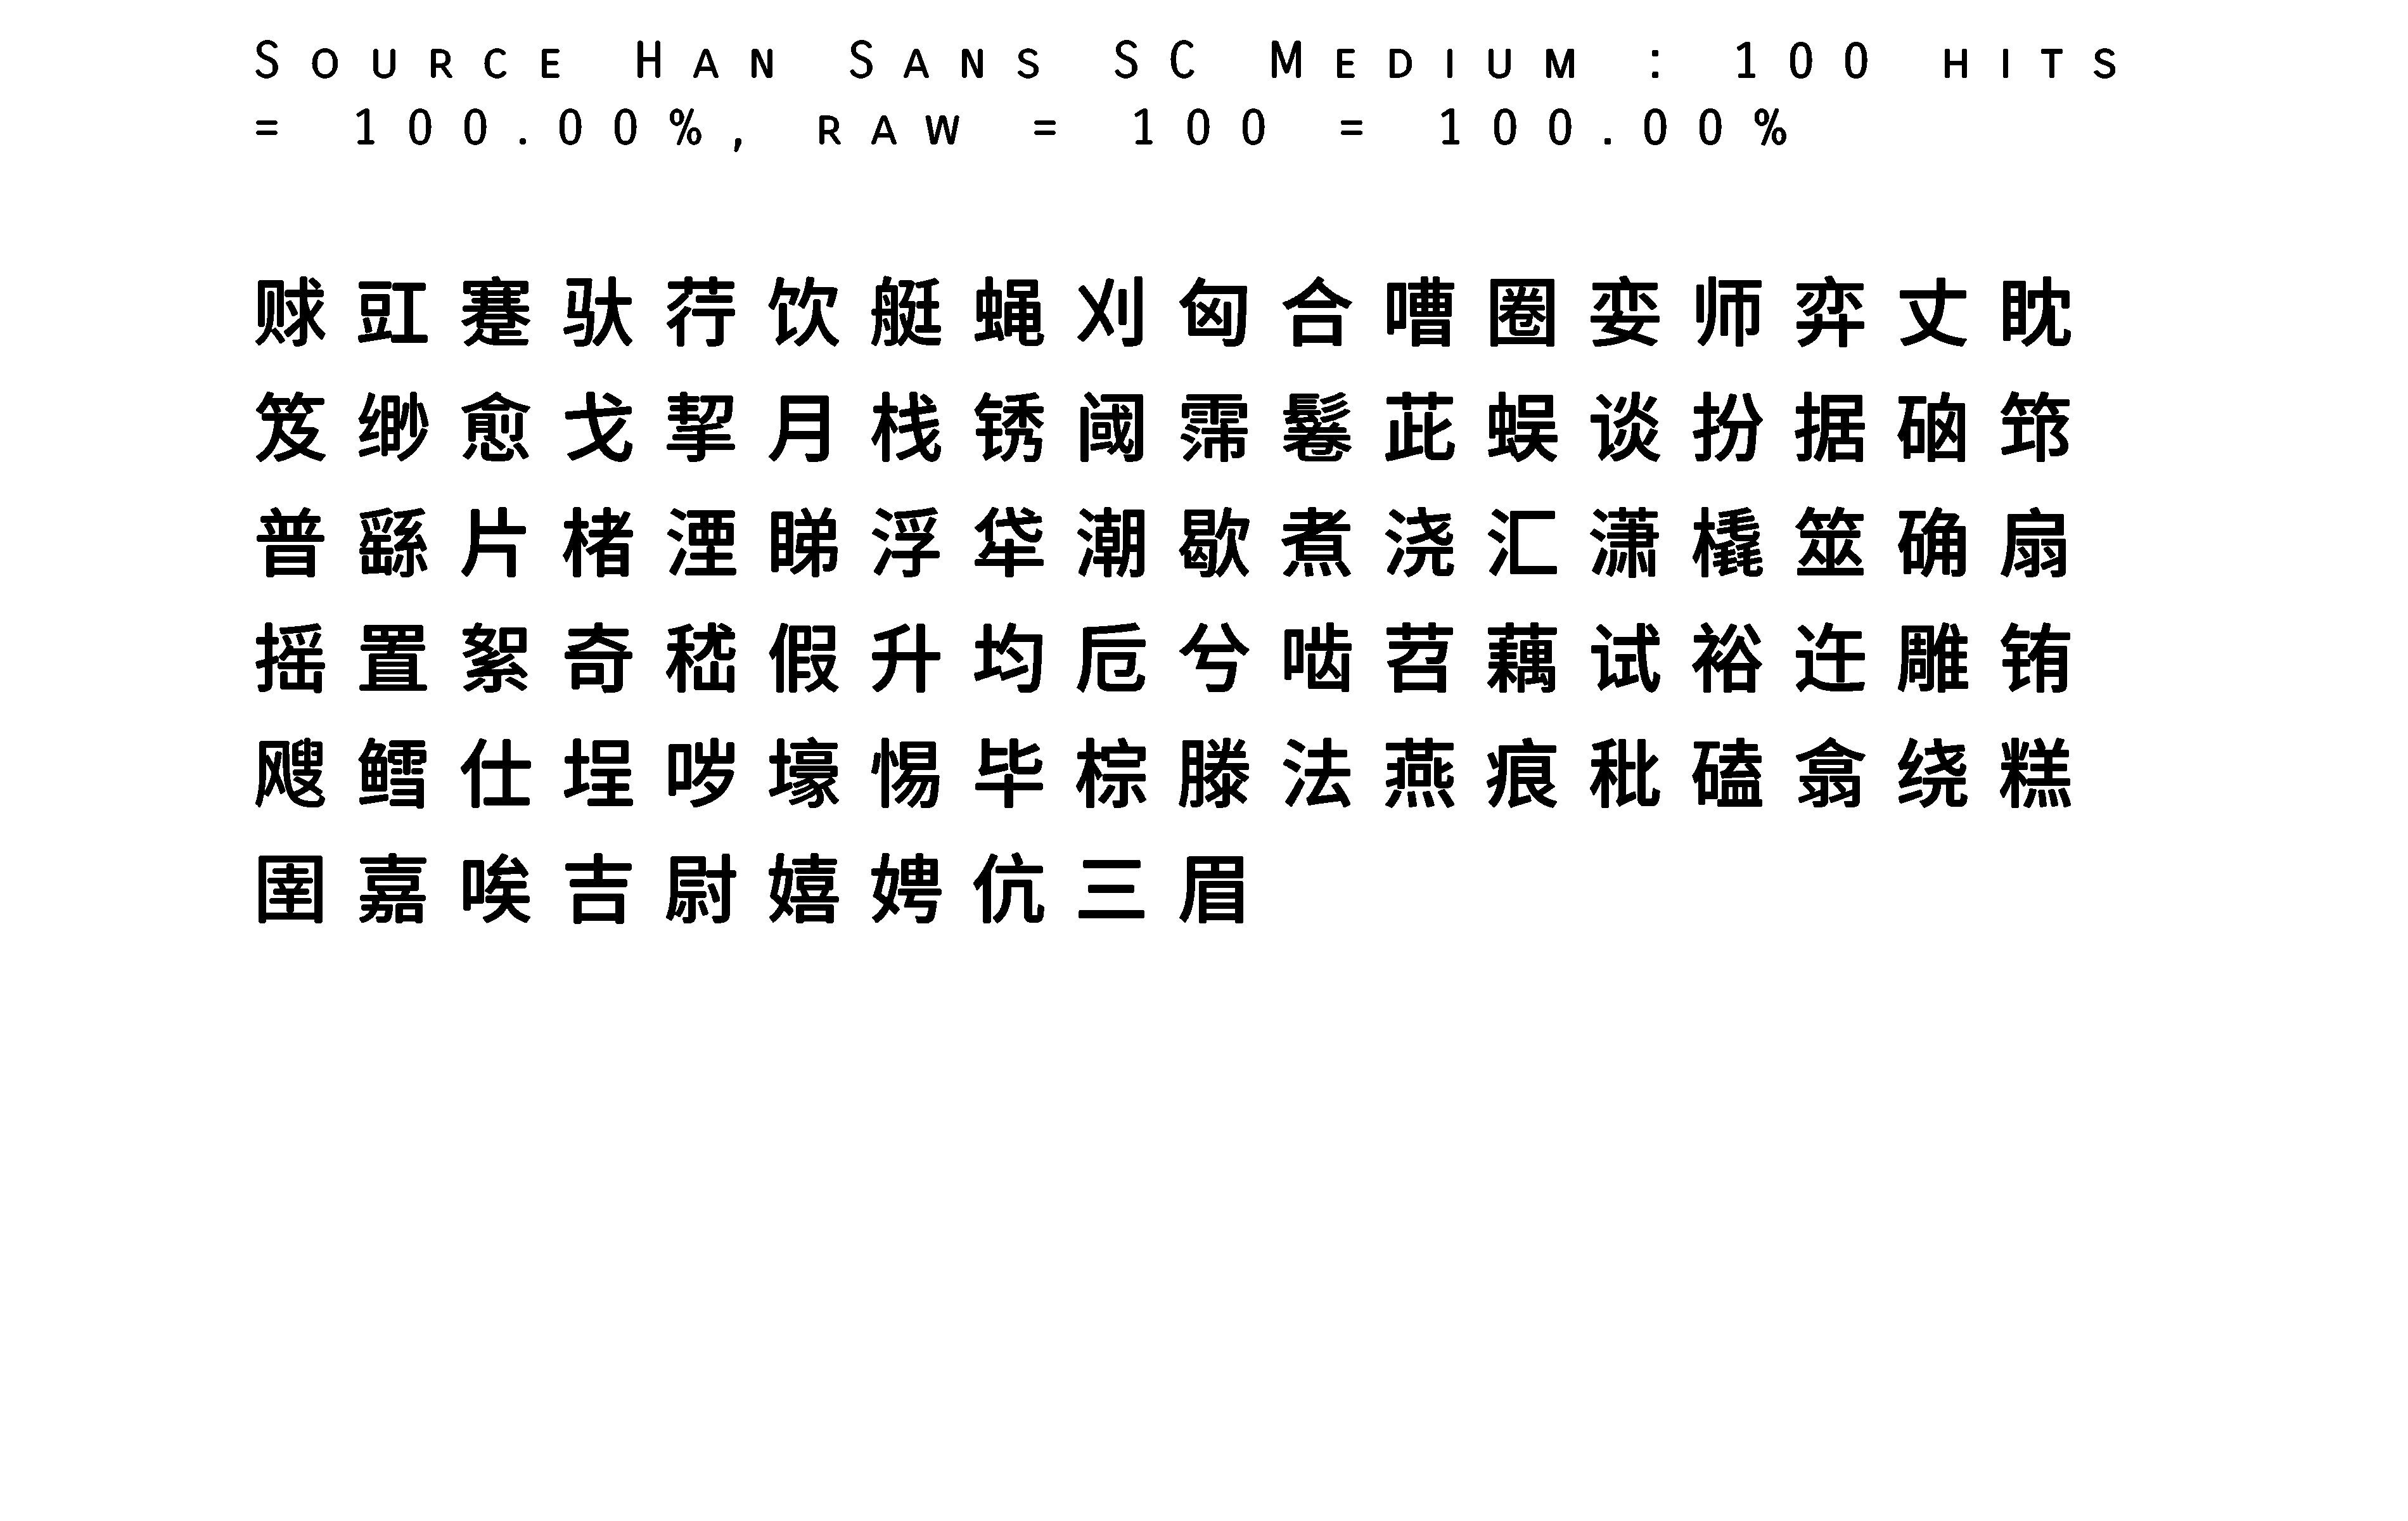 Source Han Sans SC Medium : 100 hits
= 100.00%, raw = 100 = 100.00%
赇豇蹇驮荇饮艇蝇刈匈合嘈圈娈师弈丈眈
笈缈愈戈挈月栈锈阈霈鬈茈蜈谈扮据硇筇
普繇片楮湮睇浮牮潮歇煮浇汇潇橇筮确扇
摇置絮奇嵇假升均卮兮啮苕藕试裕迕雕铕
飕鳕仕埕哕壕惕毕棕滕法燕痕秕磕翕绕糕
圉嘉唉吉尉嬉娉伉三眉